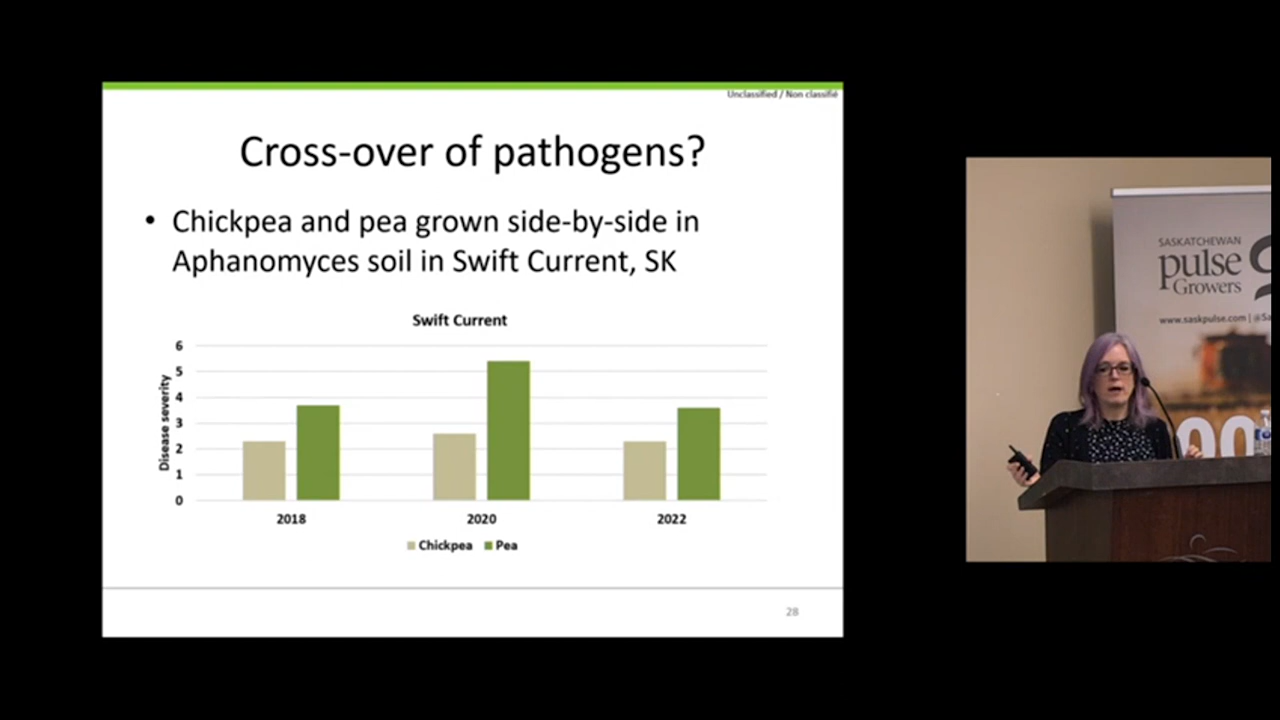 Unclassified / Non classifié
Cross-over of pathogens?
• Chickpea and pea grown side-by-side in
Aphanomyces soil in Swift Current, SK
Swift Current
Disease severity
6
5
4
3
2
1
0
2018 2020 2022
Chickpea Pea
28
SASKATCHEWAN
pulse
Growers
www.saskpulse.com | @Sa